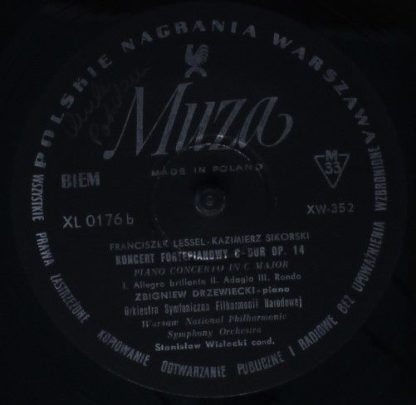 POLSKIE NAGRANIA WARSZAWA
Muza
MADE IN POLAND
BIEM
M
33
XL 0176 b
XW-352
FRANCISZEK LESSEL-KAZIMIERZ SIKORSKI
KONCERT FORTEPIANOWY C-DUR OP. 14
PIANO CONCERTO IN C MAJOR
I. Allegro brillante II. Adagio III. Rondo
ZBIGNIEW DRZEWIECKI-piano
Orkiestra Symfoniczna Filharmonii Narodowej
Warsaw National Philharmonic
Symphony Orchestra
Stanisław Wisłocki cond.
WSZYSTKIE PRAWA ZASTRZEŻONE KOPIOWANIE ODTWARZANIE PUBLICZNE I RADIOWE BEZ UPOWAŻNIENIA WZBRONIONE